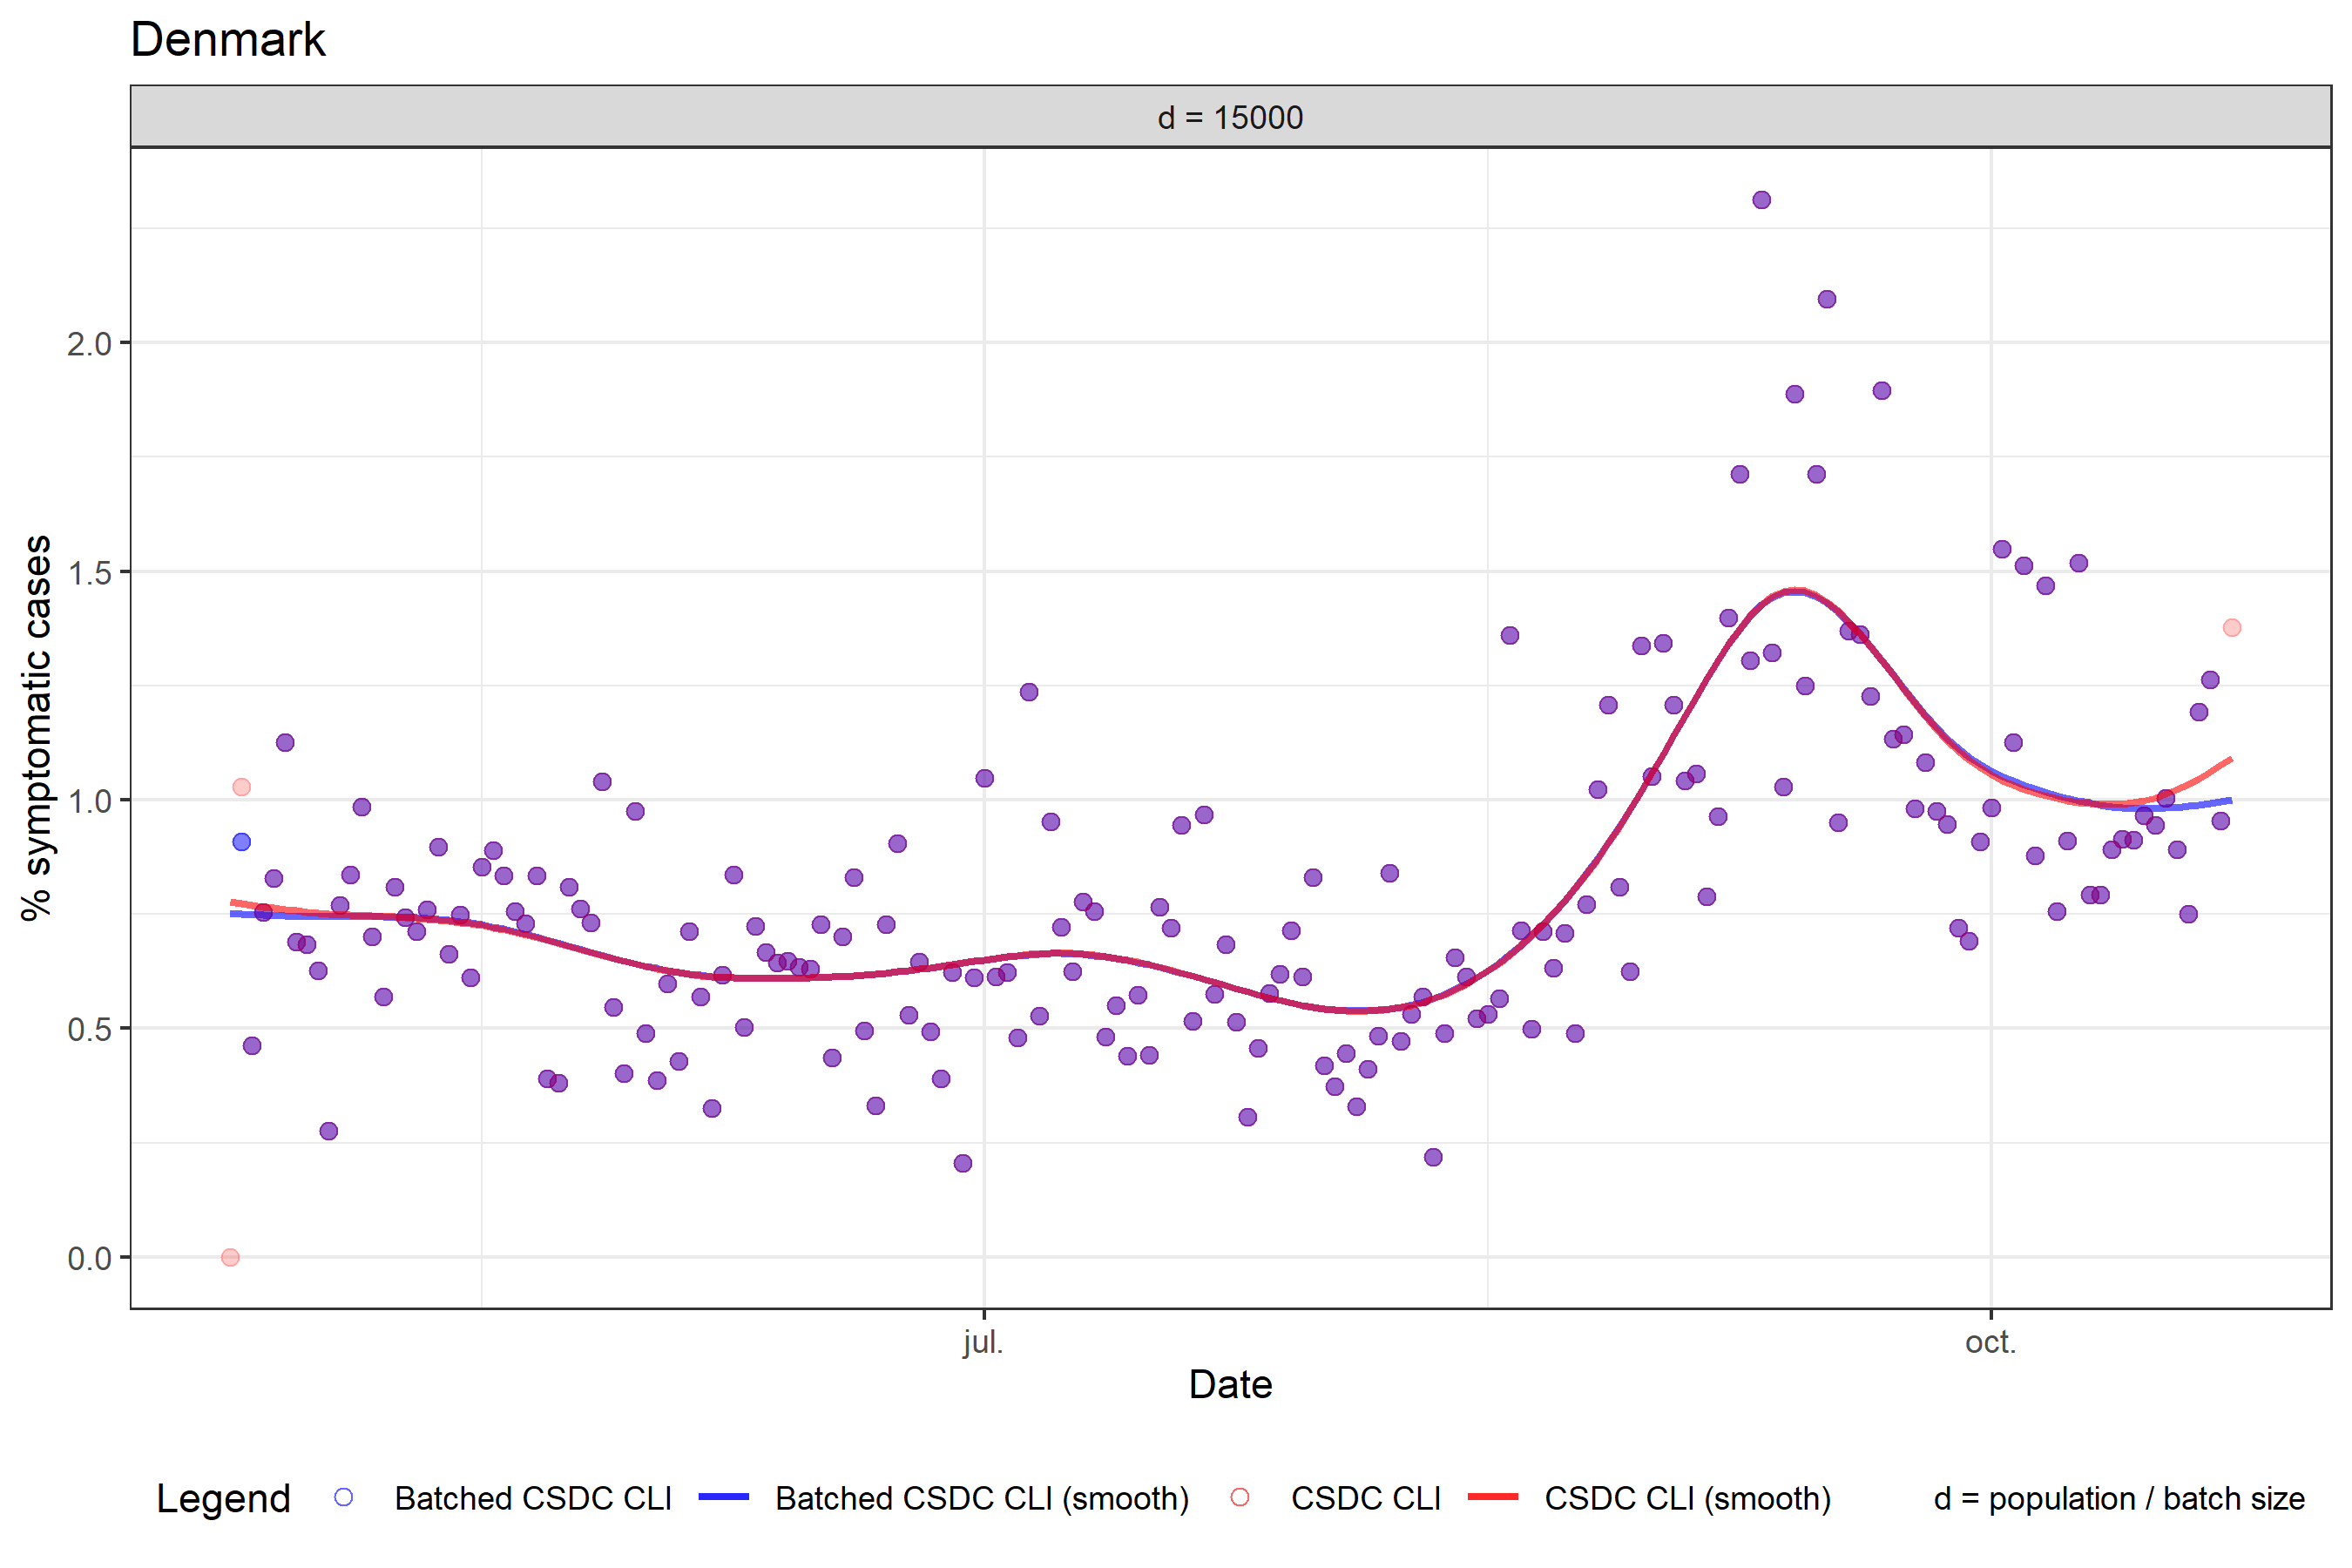 Denmark
d = 15000
% symptomatic cases
2.0
1.5
1.0
0.5
0.0
jul.
oct.
Date
Legend Batched CSDC CLI Batched CSDC CLI (smooth) CSDC CLI CSDC CLI (smooth) d = population / batch size